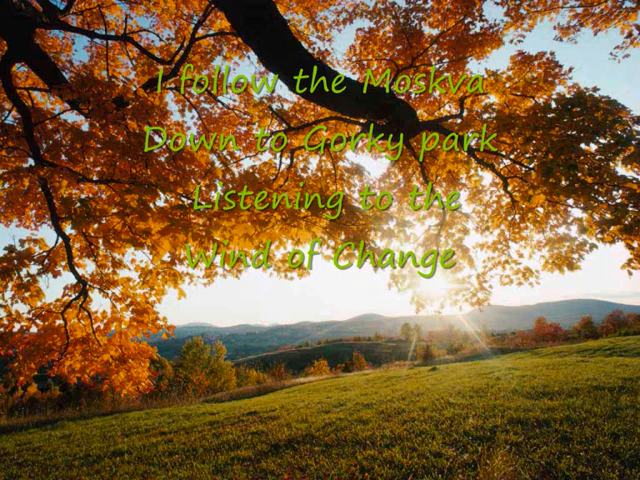 I follow the Moskva
Down to Gorky park
Listening to the
Wind of Change